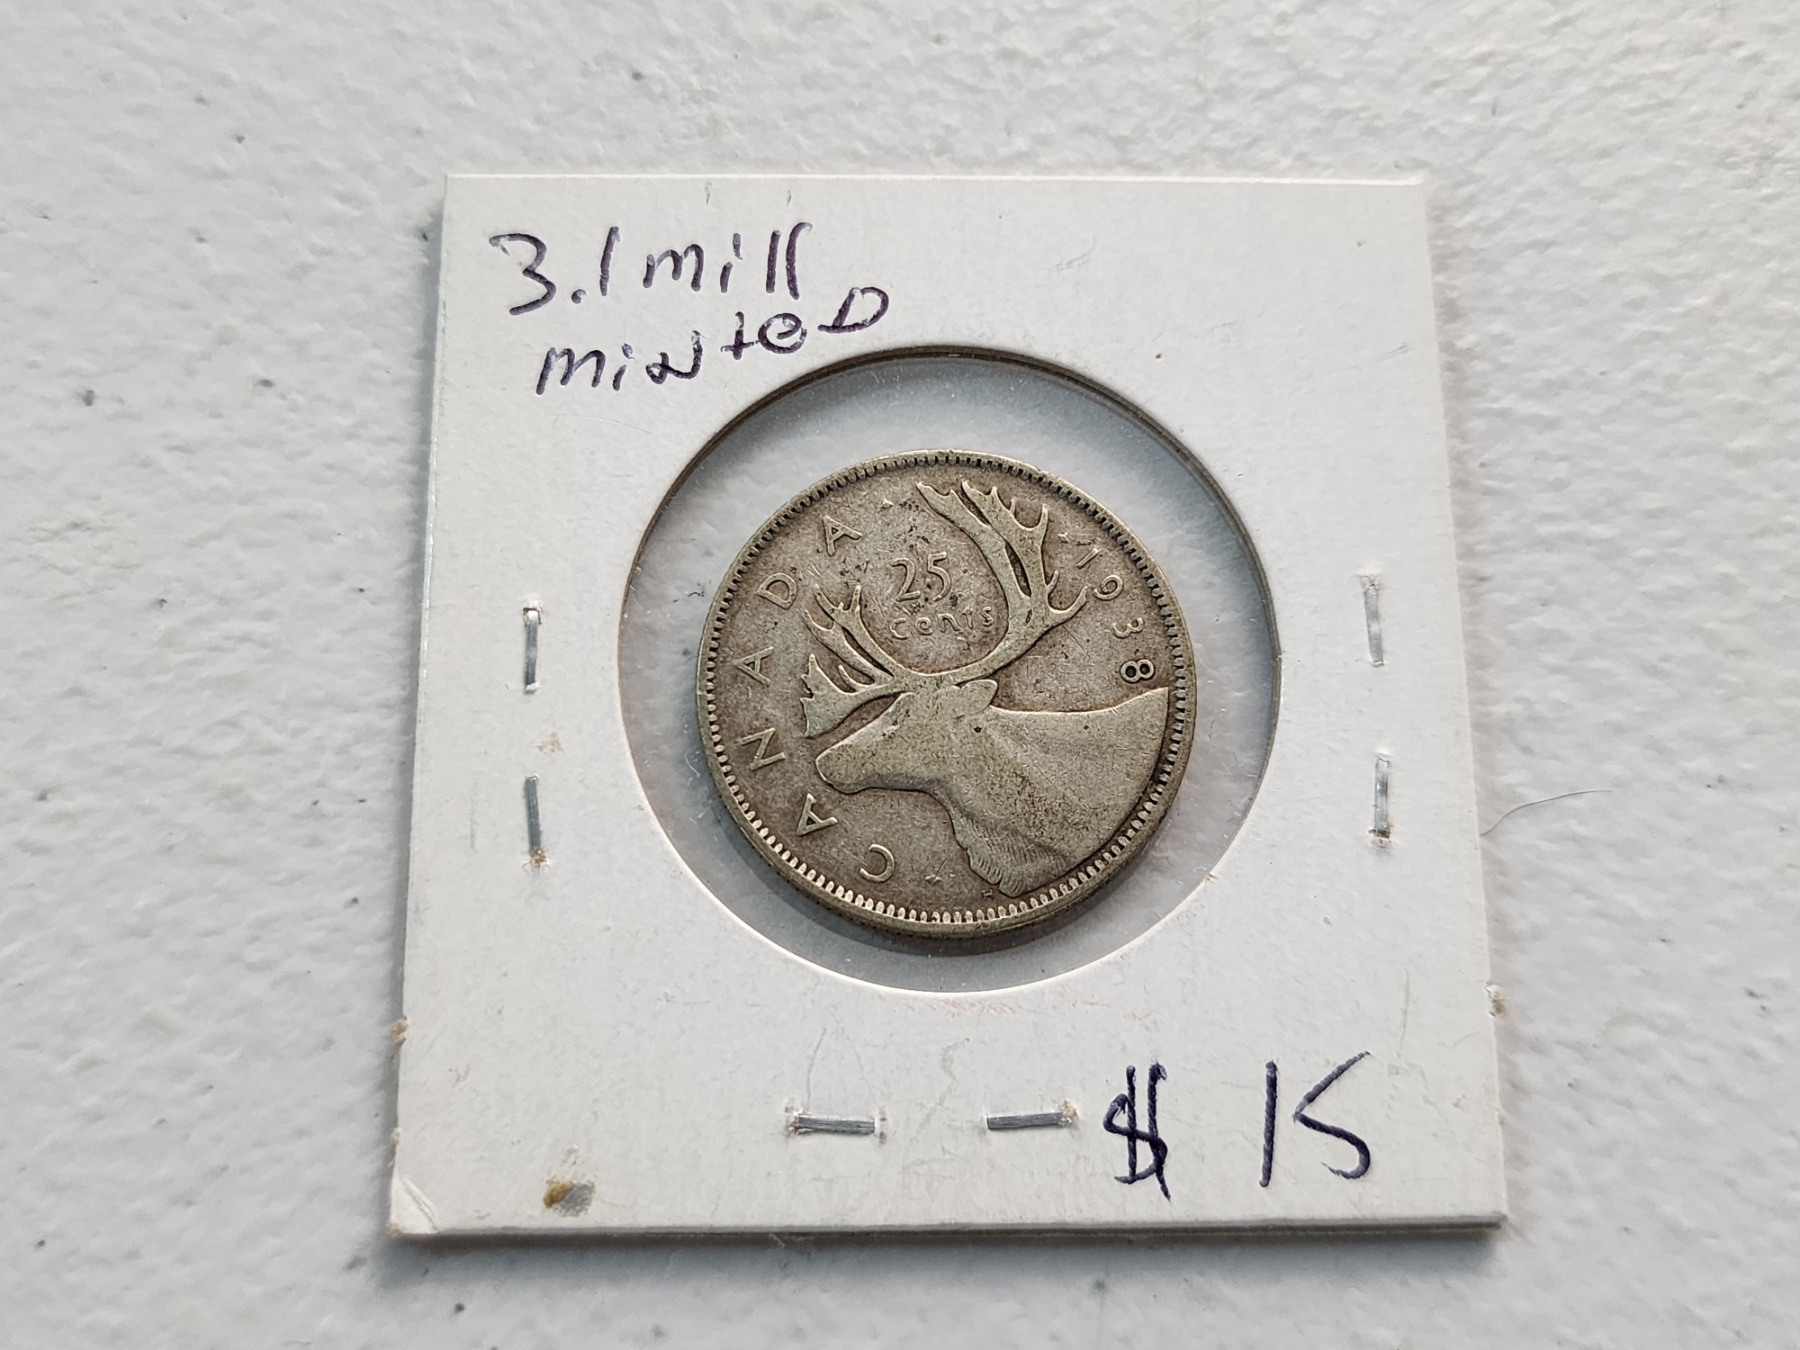 3.1 mill
minteD
CANADA
25
cents
1938
$ 15